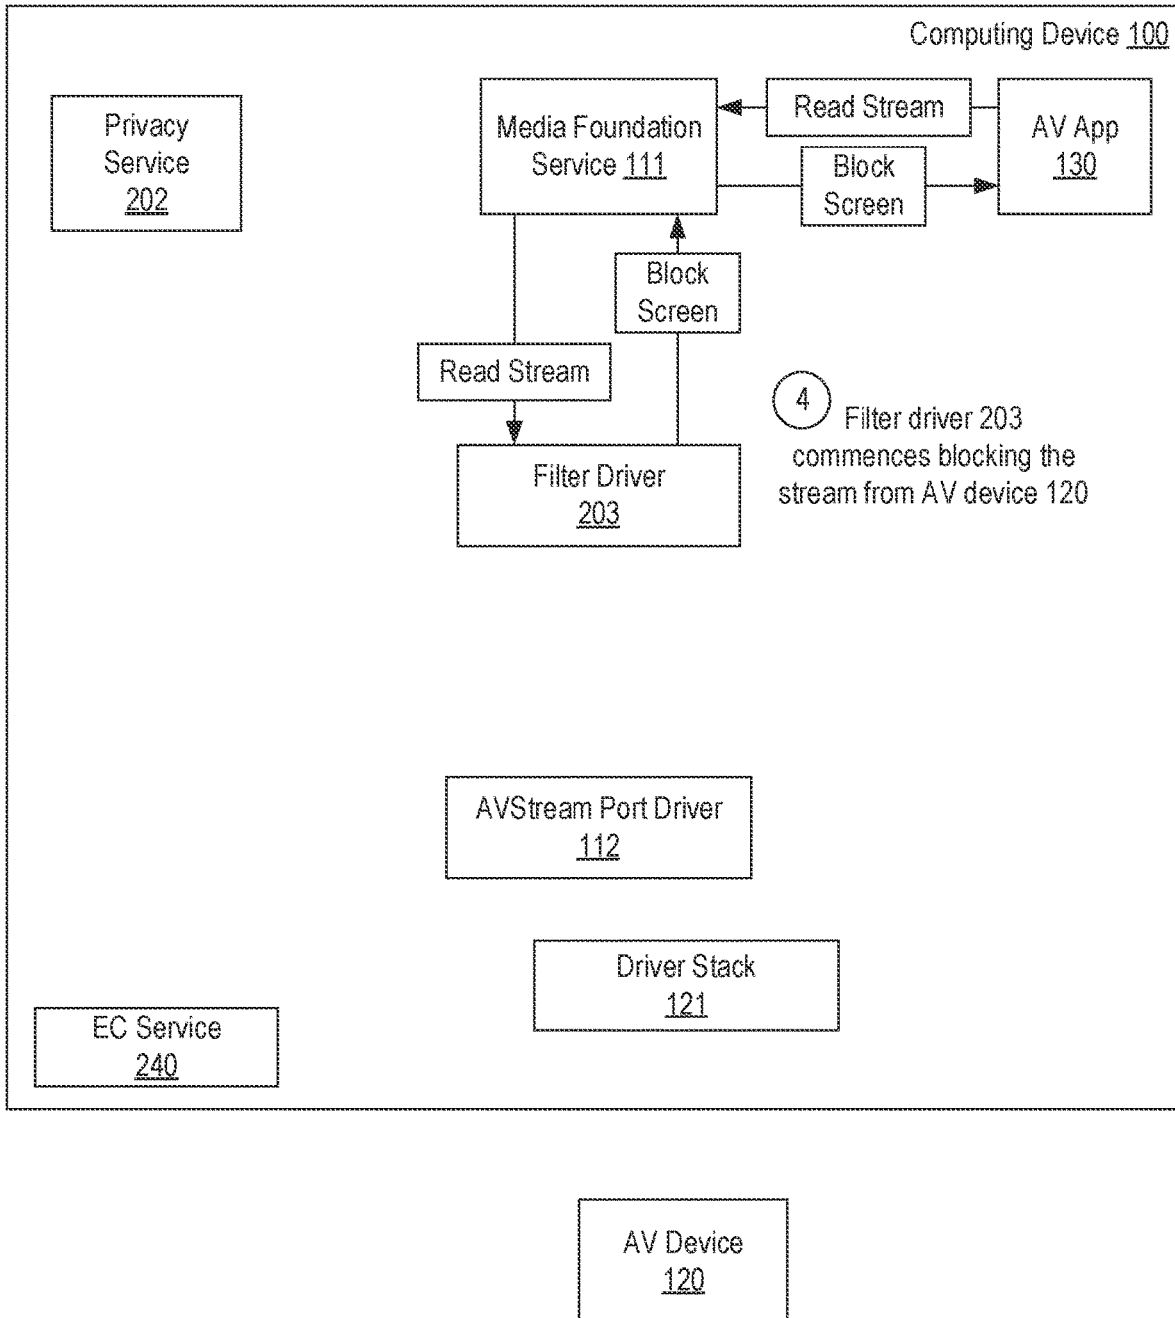 Computing Device 100
Privacy
Service
202
Media Foundation
Service 111
Read Stream
AV App
130
Block
Screen
Block
Screen
Read Stream
4
Filter driver 203
commences blocking the
stream from AV device 120
Filter Driver
203
AVStream Port Driver
112
Driver Stack
121
EC Service
240
AV Device
120